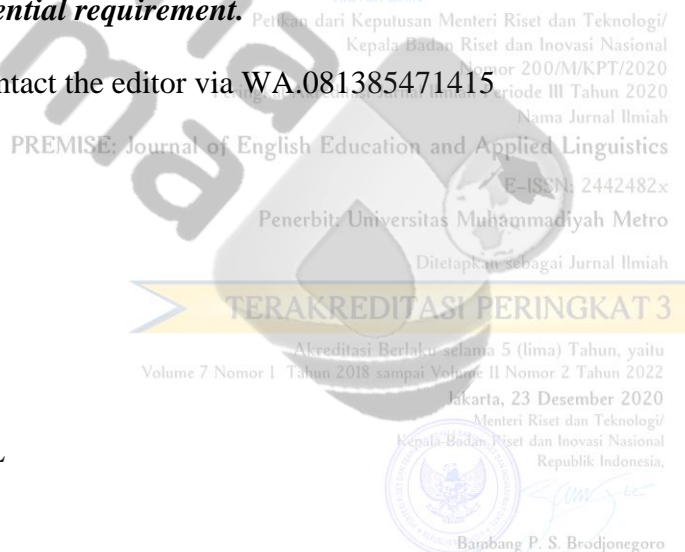 ential requirement.
Petikan dari Keputusan Menteri Riset dan Teknologi/
Kepala Badan Riset dan Inovasi Nasional
Nomor 200/M/KPT/2020
ntact the editor via WA.081385471415
Periode III Tahun 2020
Nama Jurnal Ilmiah
PREMISE: Journal of English Education and Applied Linguistics
E-ISSN: 2442482x
Penerbit: Universitas Muhammadiyah Metro
Ditetapkan sebagai Jurnal Ilmiah
TERAKREDITASI PERINGKAT 3
Akreditasi Berlaku selama 5 (lima) Tahun, yaitu
Volume 7 Nomor 1 Tahun 2018 sampai Volume 11 Nomor 2 Tahun 2022
Jakarta, 23 Desember 2020
Menteri Riset dan Teknologi/
Kepala Badan Riset dan Inovasi Nasional
Republik Indonesia,
Bambang P. S. Brodjonegoro